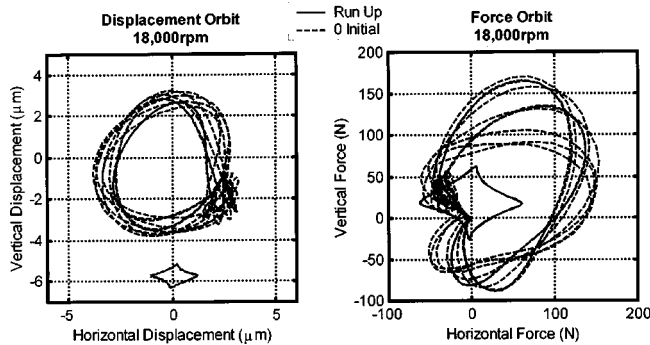 Displacement Orbit
18,000rpm
Run Up
0 Initial
Force Orbit
18,000rpm
Vertical Displacement (μm)
4
2
0
-2
-4
-6
-5
0
5
Horizontal Displacement (μm)
Vertical Force (N)
200
150
100
50
0
-50
-100
-100
0
100
200
Horizontal Force (N)